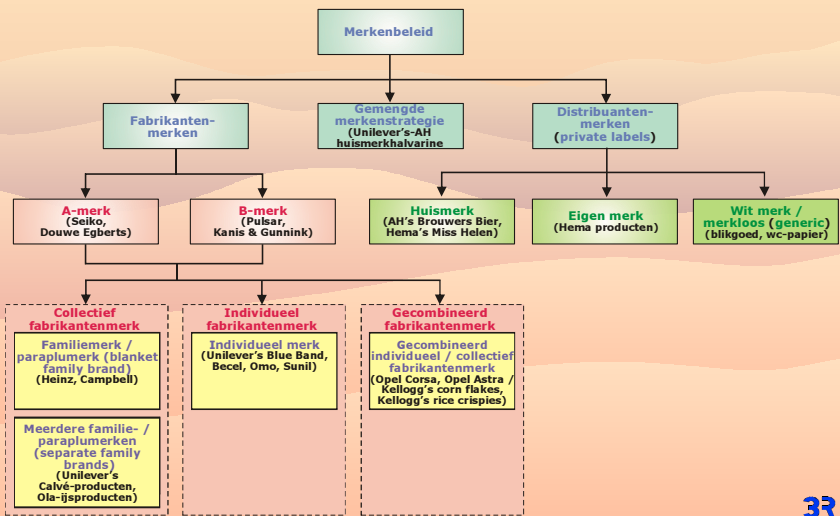 Merkenbeleid
Fabrikanten-
merken
Gemengde
merkenstrategie
(Unilever's-AH
huismerkhalvarine
Distribuanten-
merken
(private labels)
A-merk
(Seiko,
Douwe Egberts)
B-merk
(Pulsar,
Kanis & Gunnink)
Huismerk
(AH's Brouwers Bier,
Hema's Miss Helen)
Eigen merk
(Hema producten)
Wit merk /
merkloos (generic)
(blikgoed, wc-papier)
Collectief
fabrikantenmerk
Familiemerk /
paraplumerk (blanket
family brand)
(Heinz, Campbell)
Meerdere familie- /
paraplumerken
(separate family
brands)
(Unilever's
Calvé-producten,
Ola-ijsproducten)
Individueel
fabrikantenmerk
Individueel merk
(Unilever's Blue Band,
Becel, Omo, Sunil)
Gecombineerd
fabrikantenmerk
Gecombineerd
individueel / collectief
fabrikantenmerk
(Opel Corsa, Opel Astra /
Kellogg's corn flakes,
Kellogg's rice crispies)